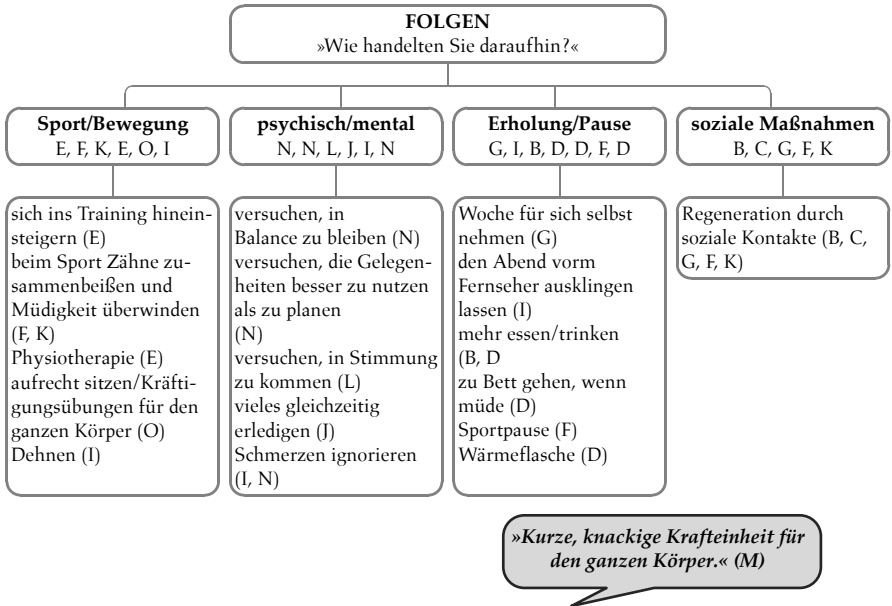 FOLGEN
»Wie handelten Sie daraufhin?«
Sport/Bewegung
E, F, K, E, O, I
psychisch/mental
N, N, L, J, I, N
Erholung/Pause
G, I, B, D, D, F, D
soziale Maßnahmen
B, C, G, F, K
sich ins Training hinein-
steigern (E)
beim Sport Zähne zu-
sammenbeißen und
Müdigkeit überwinden
(F, K)
Physiotherapie (E)
aufrecht sitzen/Kräfti-
gungsübungen für den
ganzen Körper (O)
Dehnen (I)
versuchen, in
Balance zu bleiben (N)
versuchen, die Gelegen-
heiten besser zu nutzen
als zu planen
(N)
versuchen, in Stimmung
zu kommen (L)
vieles gleichzeitig
erledigen (J)
Schmerzen ignorieren
(I, N)
Woche für sich selbst
nehmen (G)
den Abend vorm
Fernseher ausklingen
lassen (I)
mehr essen/trinken
(B, D
zu Bett gehen, wenn
müde (D)
Sportpause (F)
Wärmeflasche (D)
Regeneration durch
soziale Kontakte (B, C,
G, F, K)
»Kurze, knackige Krafteinheit für
den ganzen Körper.« (M)